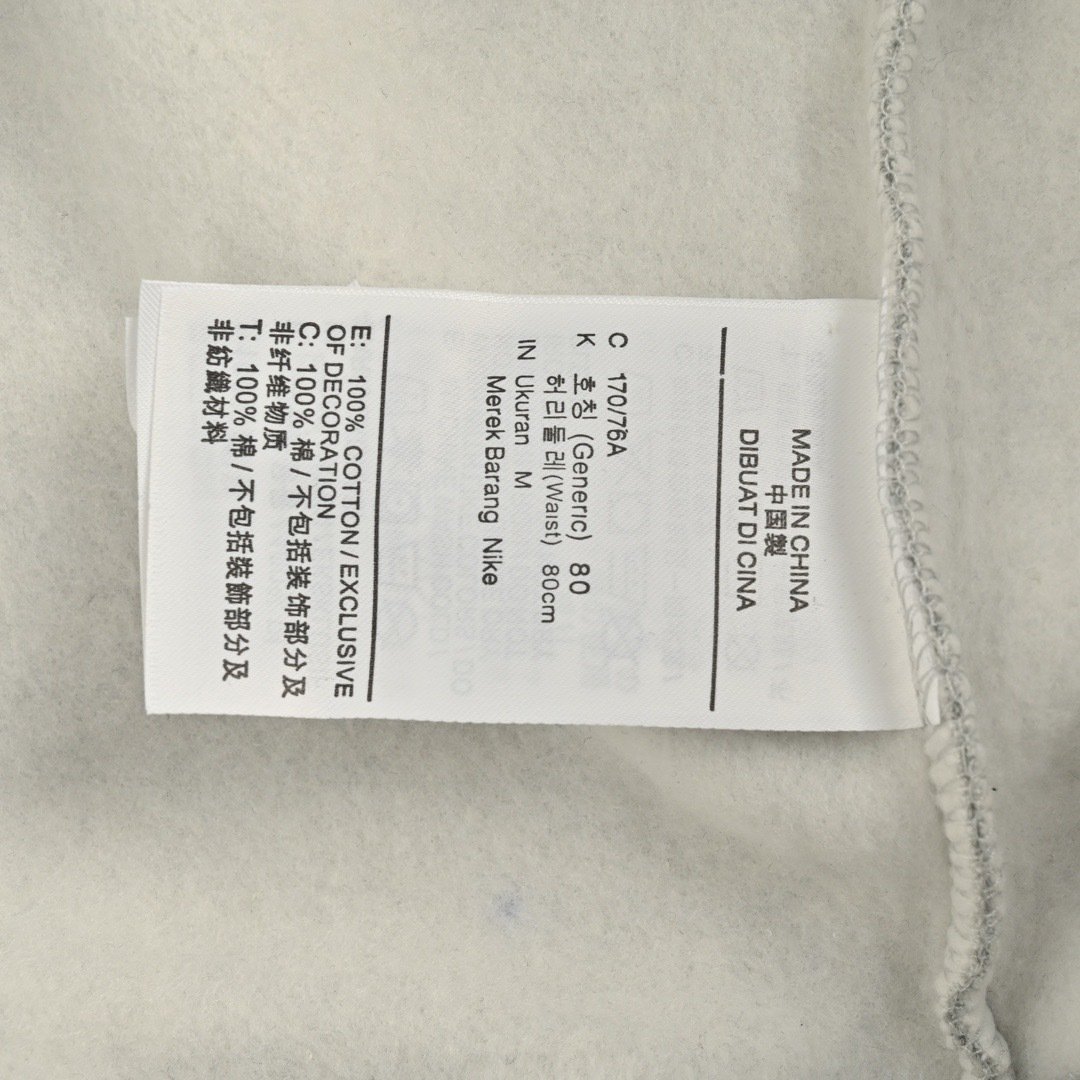 MADE IN CHINA
中国製
DIBUAT DI CINA
C 170/76A
K 호칭 (Generic) 80
허리둘레(Waist) 80cm
IN Ukuran M
Merek Barang Nike
E: 100% COTTON / EXCLUSIVE
OF DECORATION
C: 100% 棉 / 不包括装饰部分及
非纤维物质
T: 100% 棉 / 不包括裝飾部分及
非紡織材料